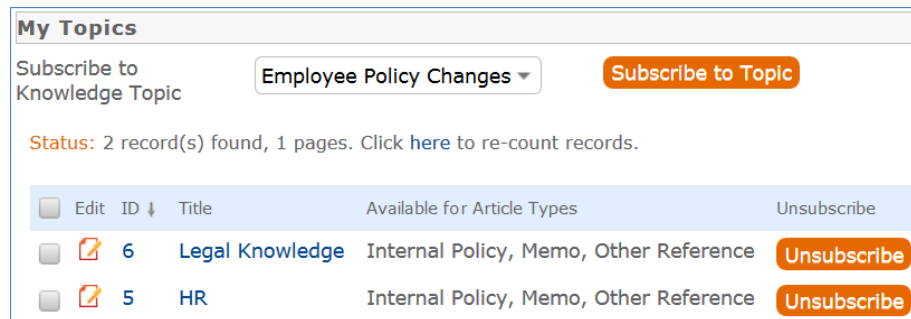 My Topics
Subscribe to
Knowledge Topic
Employee Policy Changes
Subscribe to Topic
Status: 2 record(s) found, 1 pages. Click here to re-count records.
Edit ID Title Available for Article Types Unsubscribe
6 Legal Knowledge Internal Policy, Memo, Other Reference Unsubscribe
5 HR Internal Policy, Memo, Other Reference Unsubscribe